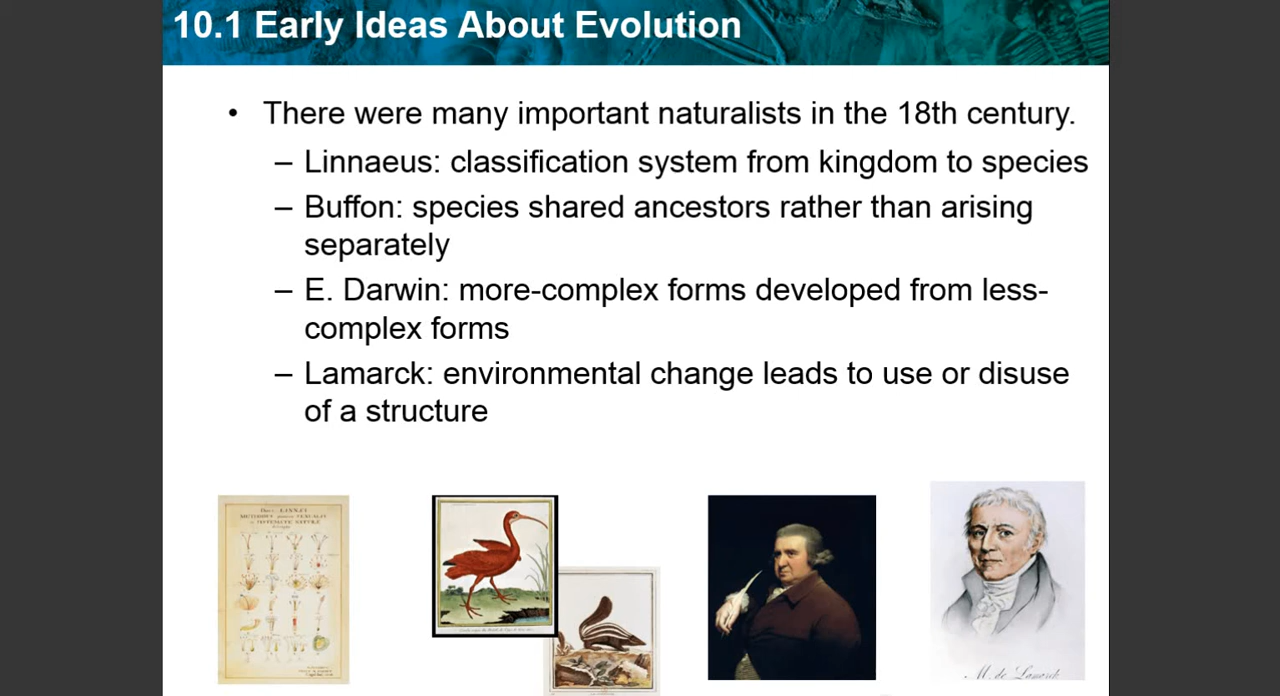 10.1 Early Ideas About Evolution
• There were many important naturalists in the 18th century.
– Linnaeus: classification system from kingdom to species
– Buffon: species shared ancestors rather than arising
separately
– E. Darwin: more-complex forms developed from less-
complex forms
– Lamarck: environmental change leads to use or disuse
of a structure
M. de Lamarck